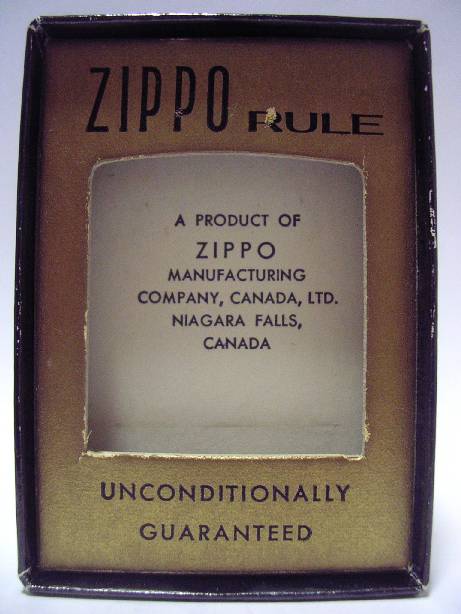 ZIPPO RULE
A PRODUCT OF
ZIPPO
MANUFACTURING
COMPANY, CANADA, LTD.
NIAGARA FALLS,
CANADA
UNCONDITIONALLY
GUARANTEED